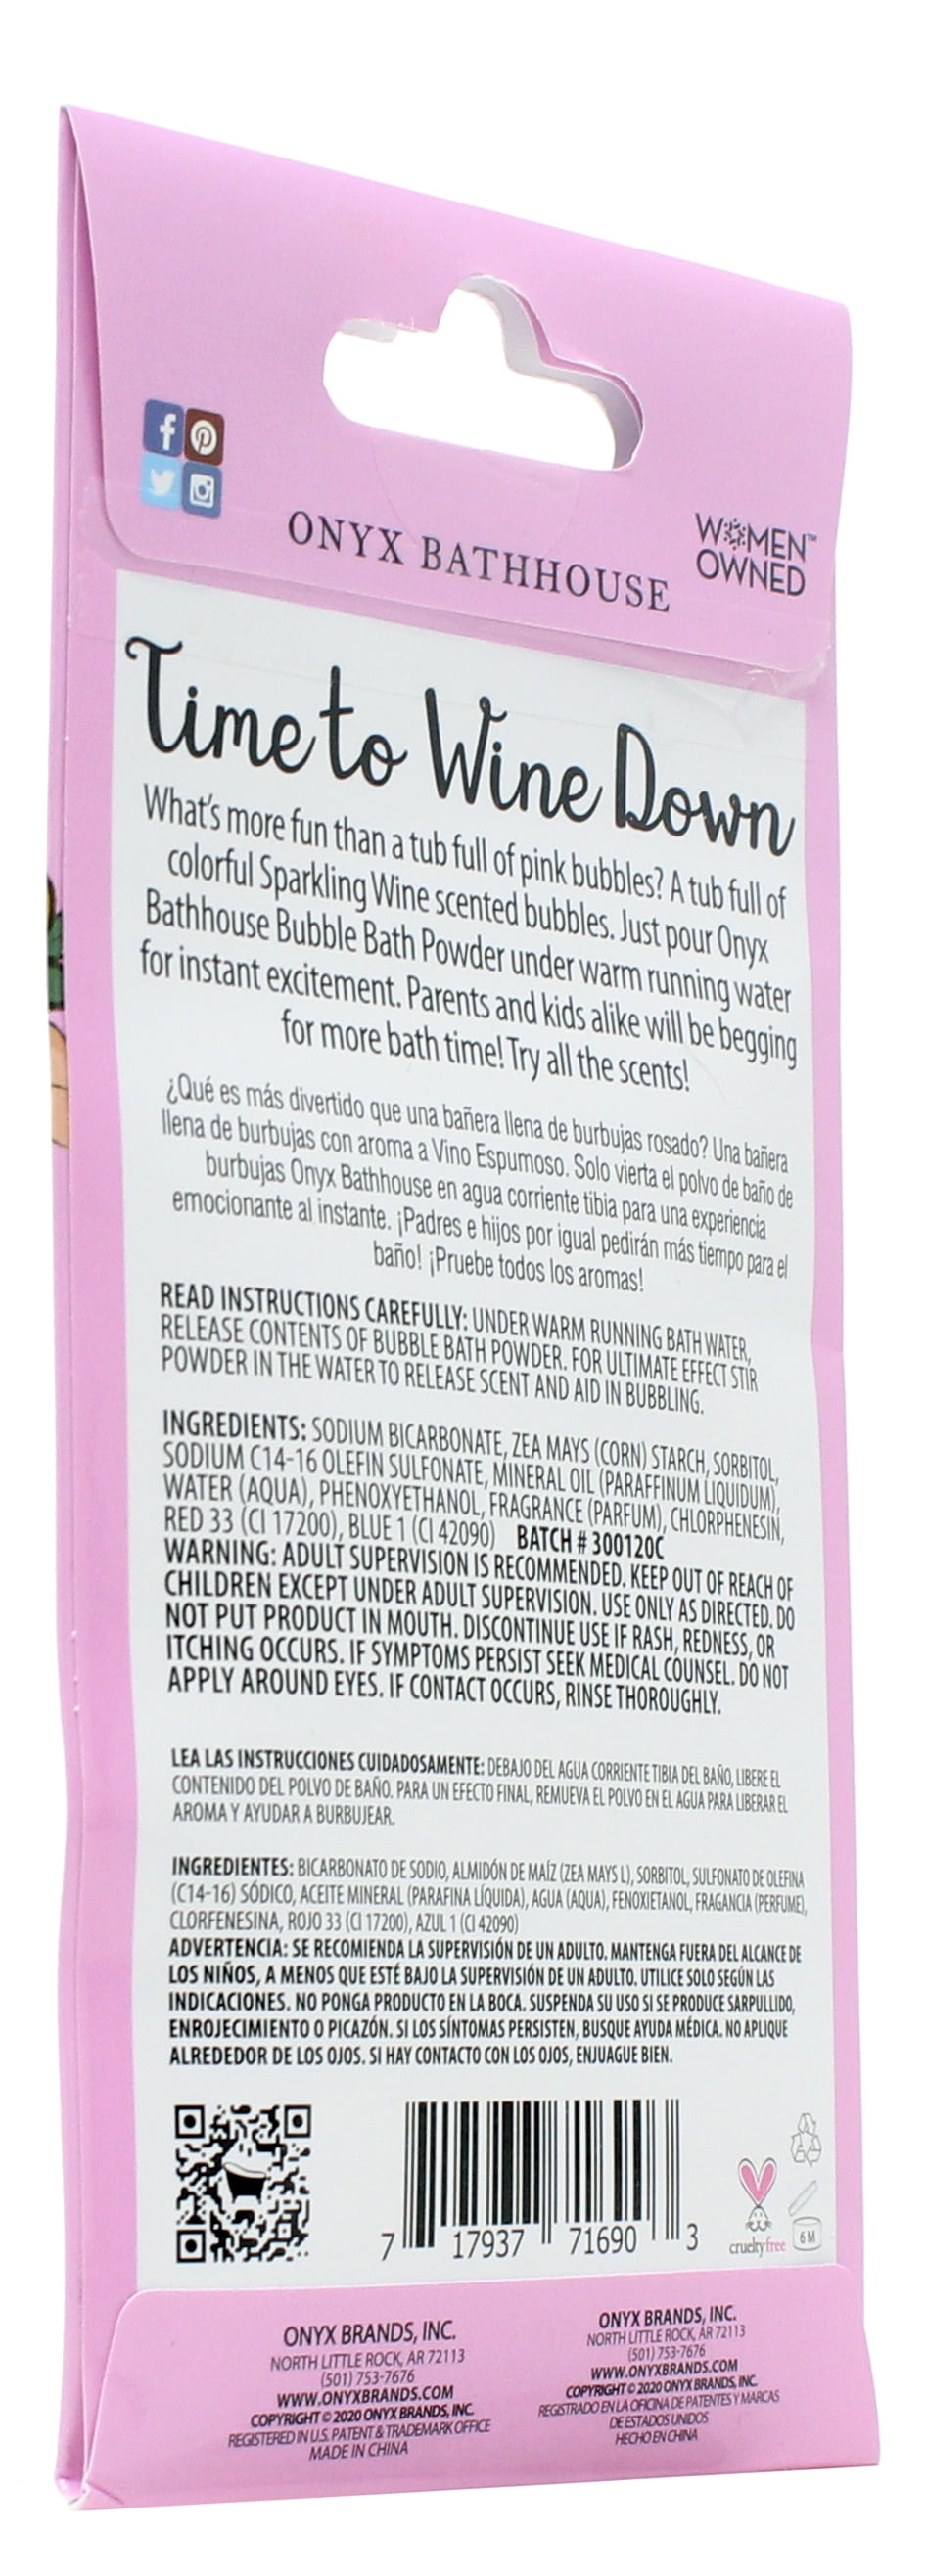 ONYX BATHHOUSE
WOMEN™
OWNED
Time to Wine Down
What's more fun than a tub full of pink bubbles? A tub full of
colorful Sparkling Wine scented bubbles. Just pour Onyx
Bathhouse Bubble Bath Powder under warm running water
for instant excitement. Parents and kids alike will be begging
for more bath time! Try all the scents!
¿Qué es más divertido que una bañera llena de burbujas rosado? Una bañera
llena de burbujas con aroma a Vino Espumoso. Solo vierta el polvo de baño de
burbujas Onyx Bathhouse en agua corriente tibia para una experiencia
emocionante al instante. ¡Padres e hijos por igual pedirán más tiempo para el
baño! ¡Pruebe todos los aromas!
READ INSTRUCTIONS CAREFULLY: UNDER WARM RUNNING BATH WATER,
RELEASE CONTENTS OF BUBBLE BATH POWDER. FOR ULTIMATE EFFECT STIR
POWDER IN THE WATER TO RELEASE SCENT AND AID IN BUBBLING.
INGREDIENTS: SODIUM BICARBONATE, ZEA MAYS (CORN) STARCH, SORBITOL,
SODIUM C14-16 OLEFIN SULFONATE, MINERAL OIL (PARAFFINUM LIQUIDUM),
WATER (AQUA), PHENOXYETHANOL, FRAGRANCE (PARFUM), CHLORPHENESIN,
RED 33 (CI 17200), BLUE 1 (CI 42090) BATCH # 300120C
WARNING: ADULT SUPERVISION IS RECOMMENDED. KEEP OUT OF REACH OF
CHILDREN EXCEPT UNDER ADULT SUPERVISION. USE ONLY AS DIRECTED. DO
NOT PUT PRODUCT IN MOUTH. DISCONTINUE USE IF RASH, REDNESS, OR
ITCHING OCCURS. IF SYMPTOMS PERSIST SEEK MEDICAL COUNSEL. DO NOT
APPLY AROUND EYES. IF CONTACT OCCURS, RINSE THOROUGHLY.
LEA LAS INSTRUCCIONES CUIDADOSAMENTE: DEBAJO DEL AGUA CORRIENTE TIBIA DEL BAÑO, LIBERE EL
CONTENIDO DEL POLVO DE BAÑO. PARA UN EFECTO FINAL, REMUEVA EL POLVO EN EL AGUA PARA LIBERAR EL
AROMA Y AYUDAR A BURBUJEAR.
INGREDIENTES: BICARBONATO DE SODIO, ALMIDÓN DE MAÍZ (ZEA MAYS L), SORBITOL, SULFONATO DE OLEFINA
(C14-16) SÓDICO, ACEITE MINERAL (PARAFINA LÍQUIDA), AGUA (AQUA), FENOXIETANOL, FRAGANCIA (PERFUME),
CLORFENESINA, ROJO 33 (CI 17200), AZUL 1 (CI 42090)
ADVERTENCIA: SE RECOMIENDA LA SUPERVISIÓN DE UN ADULTO. MANTENGA FUERA DEL ALCANCE DE
LOS NIÑOS, A MENOS QUE ESTÉ BAJO LA SUPERVISIÓN DE UN ADULTO. UTILICE SOLO SEGÚN LAS
INDICACIONES. NO PONGA PRODUCTO EN LA BOCA. SUSPENDA SU USO SI SE PRODUCE SARPULLIDO,
ENROJECIMIENTO O PICAZÓN. SI LOS SÍNTOMAS PERSISTEN, BUSQUE AYUDA MÉDICA. NO APLIQUE
ALREDEDOR DE LOS OJOS. SI HAY CONTACTO CON LOS OJOS, ENJUAGUE BIEN.
7 17937 71690 3
crueltyfree
6 M
ONYX BRANDS, INC.
NORTH LITTLE ROCK, AR 72113
(501) 753-7676
WWW.ONYXBRANDS.COM
COPYRIGHT © 2020 ONYX BRANDS, INC.
REGISTERED IN U.S. PATENT & TRADEMARK OFFICE
MADE IN CHINA
ONYX BRANDS, INC.
NORTH LITTLE ROCK, AR 72113
(501) 753-7676
WWW.ONYXBRANDS.COM
COPYRIGHT © 2020 ONYX BRANDS, INC.
REGISTRADO EN LA OFICINA DE PATENTES Y MARCAS
DE ESTADOS UNIDOS
HECHO EN CHINA